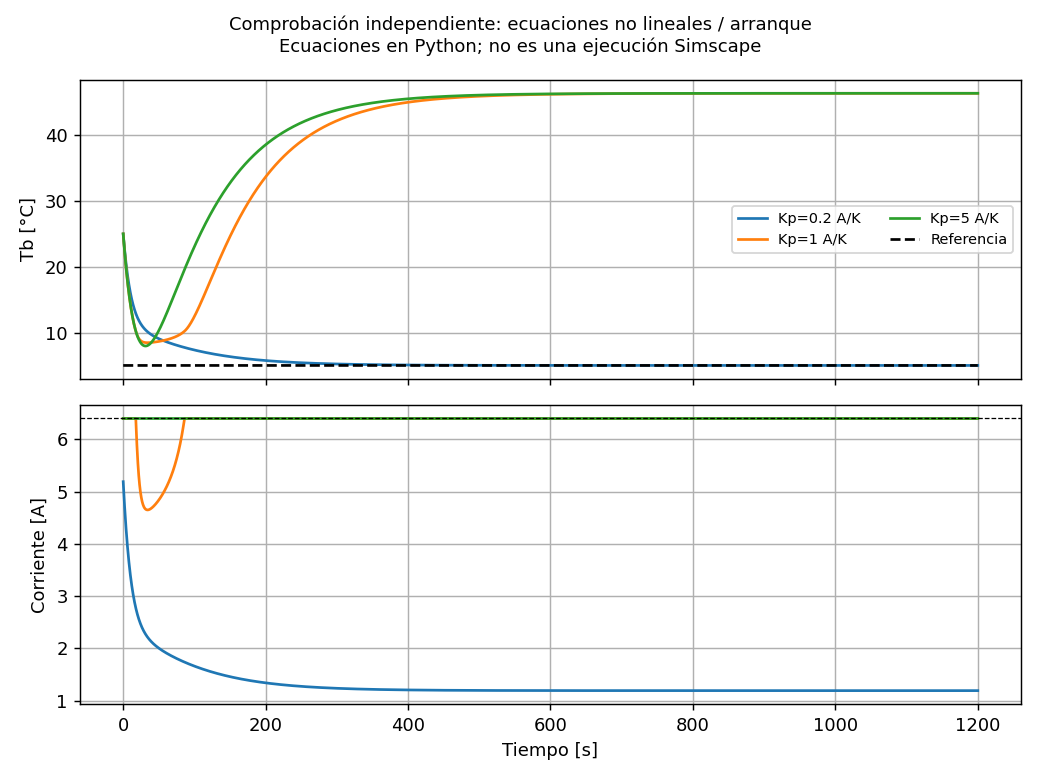 Comprobación independiente: ecuaciones no lineales / arranque
Ecuaciones en Python; no es una ejecución Simscape
Tb [°C]
40
30
20
10
Kp=0.2 A/K
Kp=1 A/K
Kp=5 A/K
Referencia
Corriente [A]
6
5
4
3
2
1
0
200
400
600
800
1000
1200
Tiempo [s]